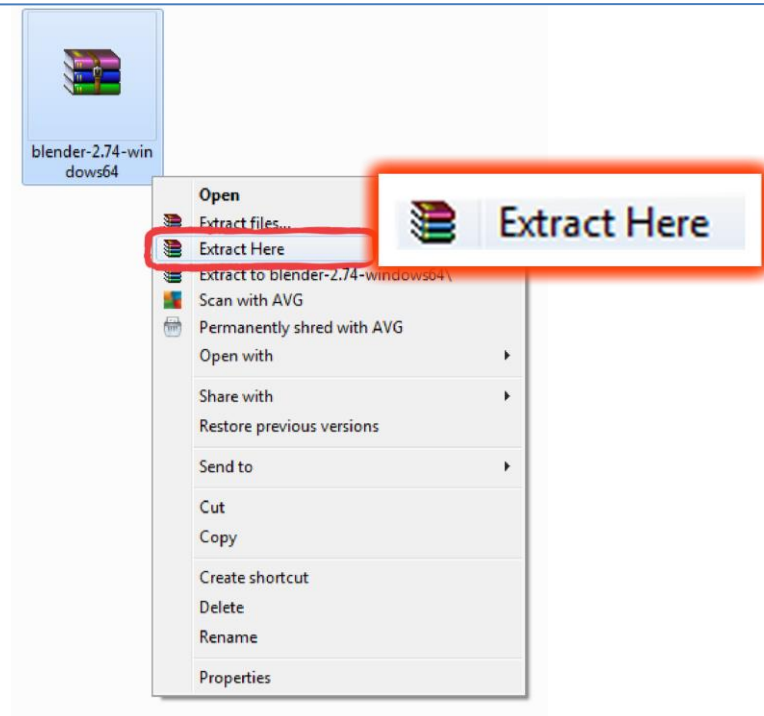 blender-2.74-win
dows64
Open
Extract files...
Extract Here
Extract Here
Extract to blender-2.74-windows64\
Scan with AVG
Permanently shred with AVG
Open with
Share with
Restore previous versions
Send to
Cut
Copy
Create shortcut
Delete
Rename
Properties